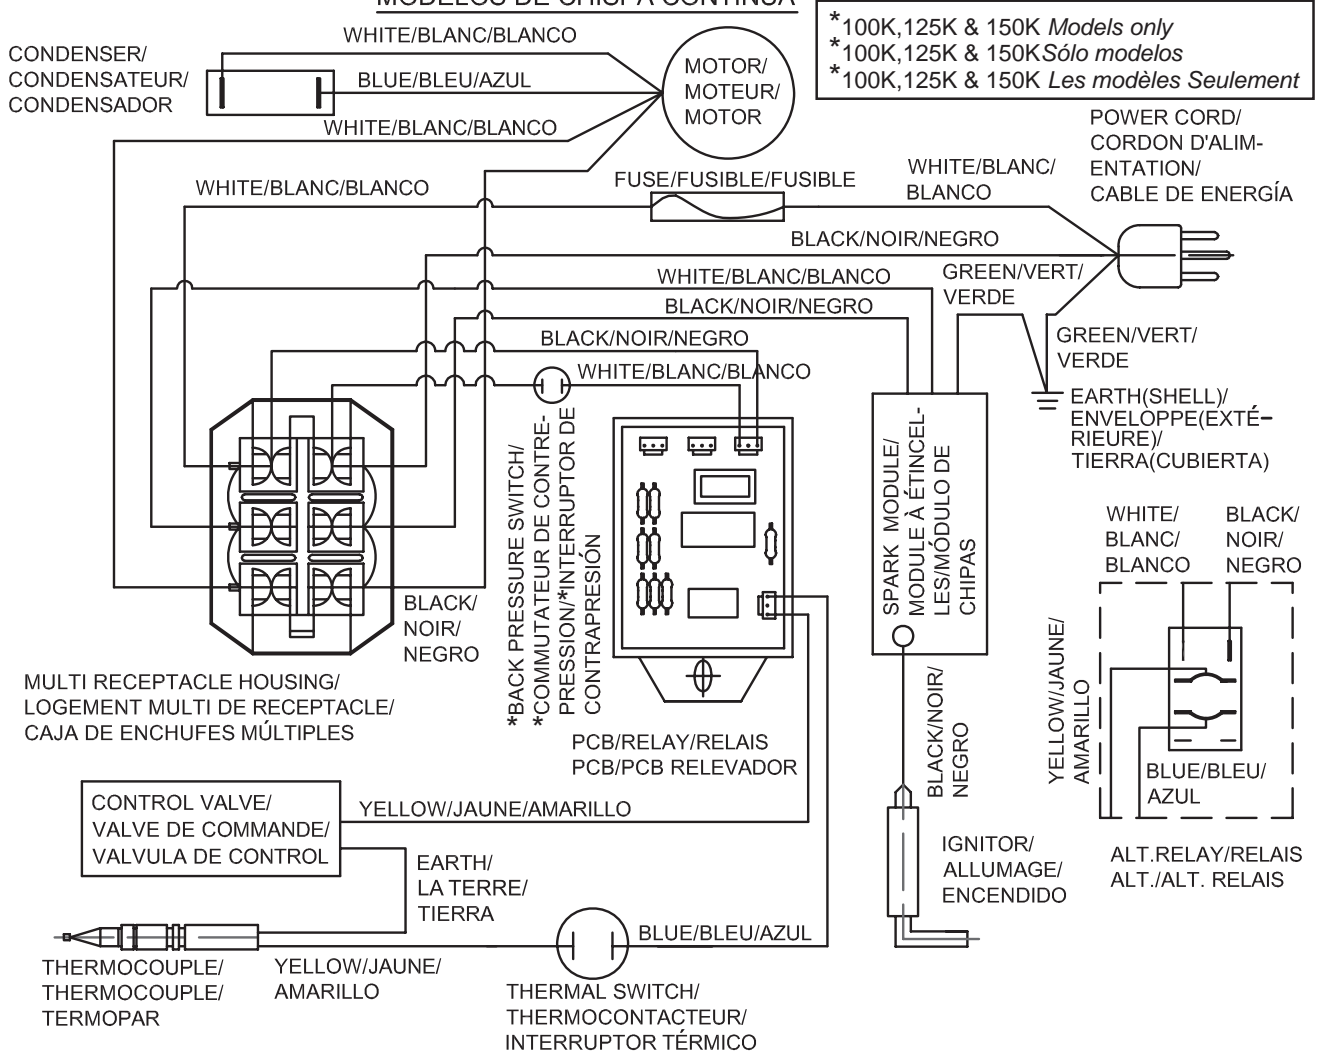 MODELOS DE CHISPA CONTINUA
*100K,125K & 150K Models only
*100K,125K & 150K Sólo modelos
*100K,125K & 150K Les modèles Seulement
CONDENSER/
CONDENSATEUR/
CONDENSADOR
WHITE/BLANC/BLANCO
BLUE/BLEU/AZUL
WHITE/BLANC/BLANCO
MOTOR/
MOTEUR/
MOTOR
POWER CORD/
CORDON D'ALIM-
ENTATION/
CABLE DE ENERGÍA
WHITE/BLANC/BLANCO
FUSE/FUSIBLE/FUSIBLE
WHITE/BLANC/
BLANCO
BLACK/NOIR/NEGRO
WHITE/BLANC/BLANCO
GREEN/VERT/
VERDE
BLACK/NOIR/NEGRO
BLACK/NOIR/NEGRO
WHITE/BLANC/BLANCO
GREEN/VERT/
VERDE
EARTH(SHELL)/
ENVELOPPE(EXTÉ-
RIEURE)/
TIERRA(CUBIERTA)
*BACK PRESSURE SWITCH/
*COMMUTATEUR DE CONTRE-
PRESSION/*INTERRUPTOR DE
CONTRAPRESIÓN
SPARK MODULE/
MODULE À ÉTINCEL-
LES/MÓDULO DE
CHIPAS
WHITE/
BLANC/
BLANCO
BLACK/
NOIR/
NEGRO
BLACK/
NOIR/
NEGRO
MULTI RECEPTACLE HOUSING/
LOGEMENT MULTI DE RECEPTACLE/
CAJA DE ENCHUFES MÚLTIPLES
PCB/RELAY/RELAIS
PCB/PCB RELEVADOR
BLACK/NOIR/
NEGRO
YELLOW/JAUNE/
AMARILLO
BLUE/BLEU/
AZUL
CONTROL VALVE/
VALVE DE COMMANDE/
VALVULA DE CONTROL
YELLOW/JAUNE/AMARILLO
EARTH/
LA TERRE/
TIERRA
IGNITOR/
ALLUMAGE/
ENCENDIDO
ALT.RELAY/RELAIS
ALT./ALT. RELAIS
BLUE/BLEU/AZUL
THERMOCOUPLE/
THERMOCOUPLE/
TERMOPAR
YELLOW/JAUNE/
AMARILLO
THERMAL SWITCH/
THERMOCONTACTEUR/
INTERRUPTOR TÉRMICO